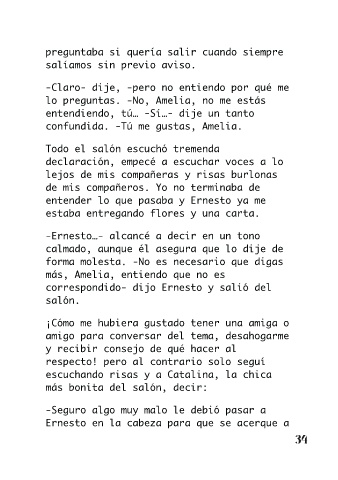 preguntaba si quería salir cuando siempre
saliamos sin previo aviso.
-Claro- dije, -pero no entiendo por qué me
lo preguntas. -No, Amelia, no me estás
entendiendo, tú… -Sí…- dije un tanto
confundida. -Tú me gustas, Amelia.
Todo el salón escuchó tremenda
declaración, empecé a escuchar voces a lo
lejos de mis compañeras y risas burlonas
de mis compañeros. Yo no terminaba de
entender lo que pasaba y Ernesto ya me
estaba entregando flores y una carta.
-Ernesto…- alcancé a decir en un tono
calmado, aunque él asegura que lo dije de
forma molesta. -No es necesario que digas
más, Amelia, entiendo que no es
correspondido- dijo Ernesto y salió del
salón.
¡Cómo me hubiera gustado tener una amiga o
amigo para conversar del tema, desahogarme
y recibir consejo de qué hacer al
respecto! pero al contrario solo seguí
escuchando risas y a Catalina, la chica
más bonita del salón, decir:
-Seguro algo muy malo le debió pasar a
Ernesto en la cabeza para que se acerque a
34